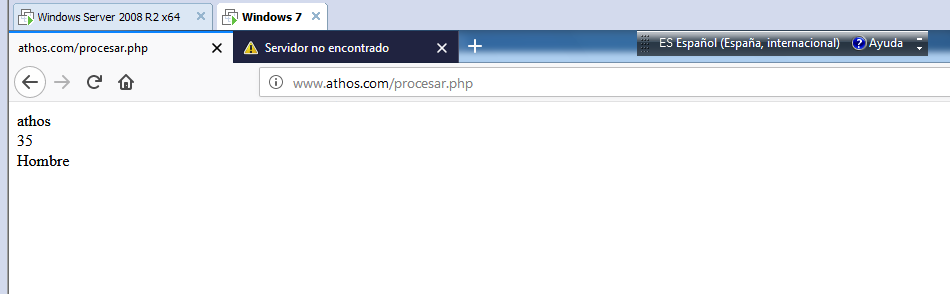 Windows Server 2008 R2 x64
Windows 7
athos.com/procesar.php
Servidor no encontrado
ES Español (España, internacional)
Ayuda
www.athos.com/procesar.php
athos
35
Hombre